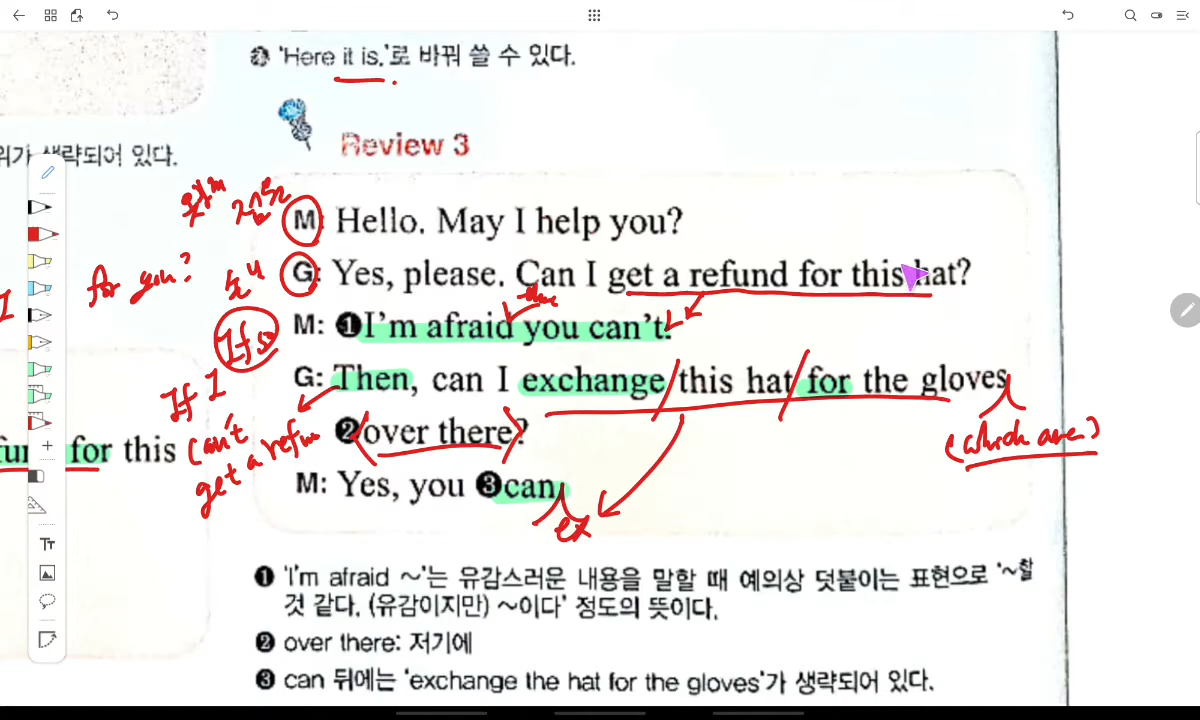 ❷ 'Here it is.'로 바꿔 쓸 수 있다.
위가 생략되어 있다.
Review 3
M: Hello. May I help you?
for you?
G: Yes, please. Can I get a refund for this hat?
I
M: ❶I'm afraid you can't.
If so
G: Then, can I exchange this hat for the gloves
If I
can't
get a refun
(which are)
❷over there?
for this
M: Yes, you ❸can.
ex
❶ 'I'm afraid ~'는 유감스러운 내용을 말할 때 예의상 덧붙이는 표현으로 '~할
것 같다. (유감이지만) ~이다' 정도의 뜻이다.
❷ over there: 저기에
❸ can 뒤에는 'exchange the hat for the gloves'가 생략되어 있다.
Tт